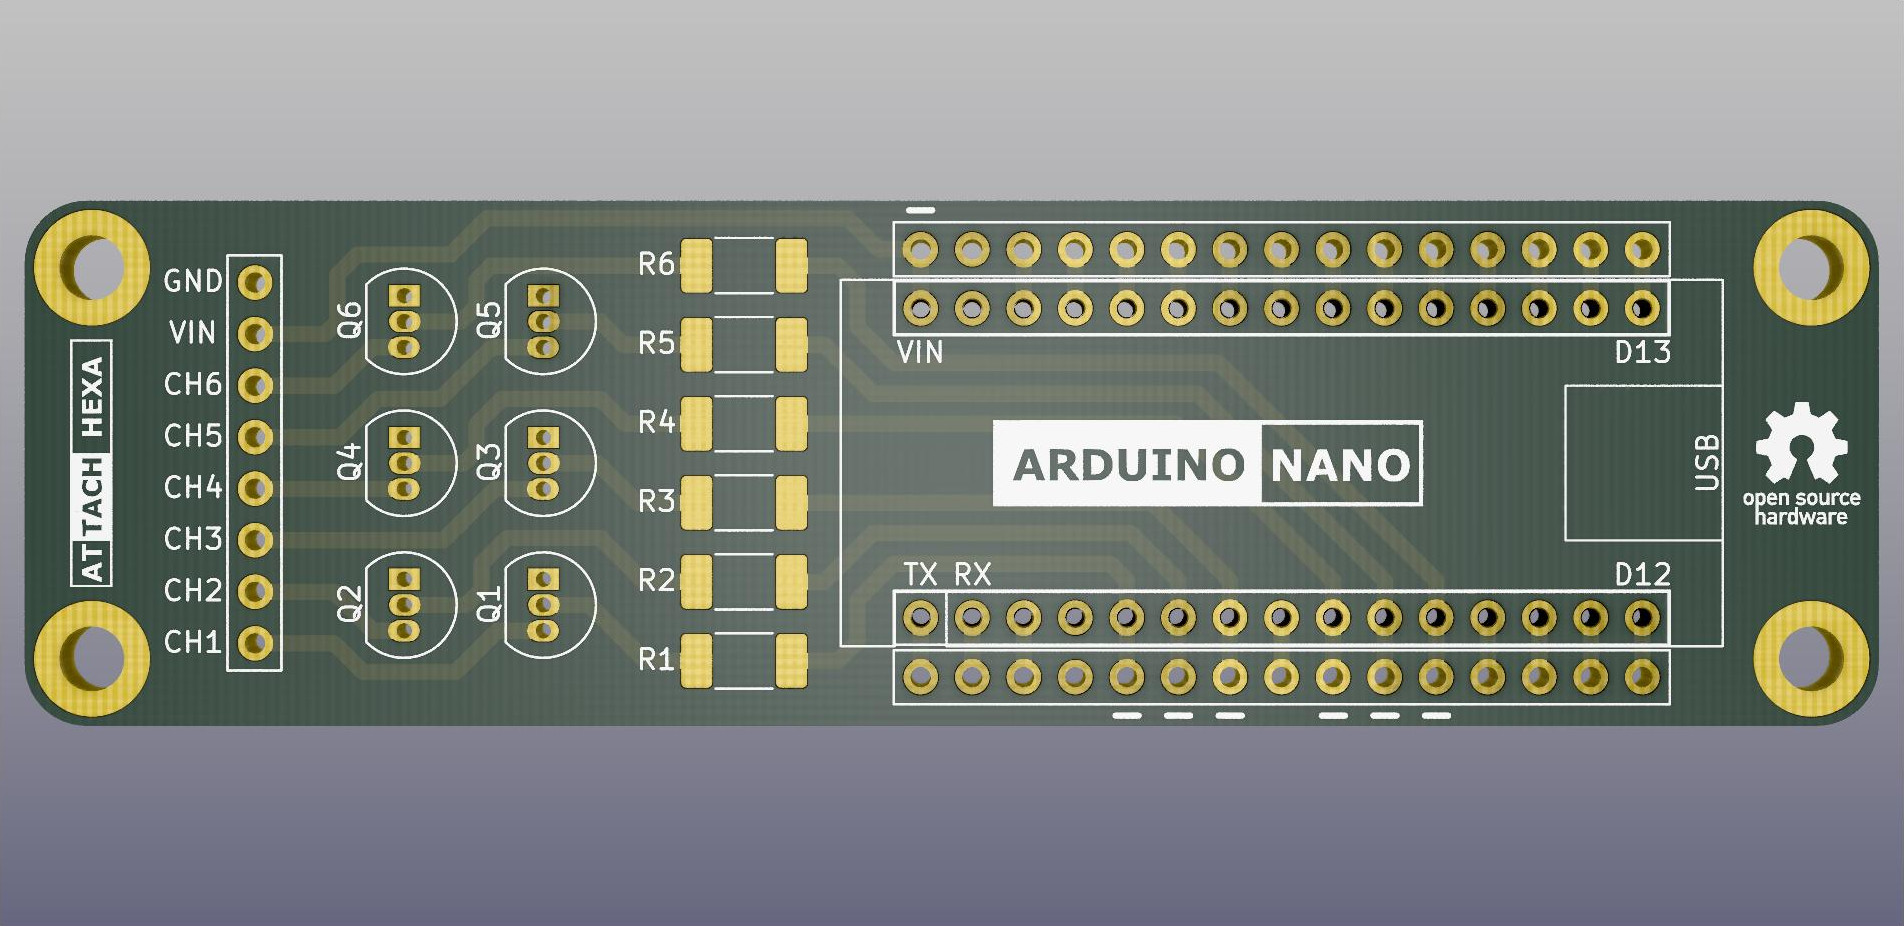 ATTACH HEXA
GND
VIN
CH6
CH5
CH4
CH3
CH2
CH1
Q6
Q5
Q4
Q3
Q2
Q1
R6
R5
R4
R3
R2
R1
VIN
D13
ARDUINO NANO
TX RX
D12
USB
open source
hardware